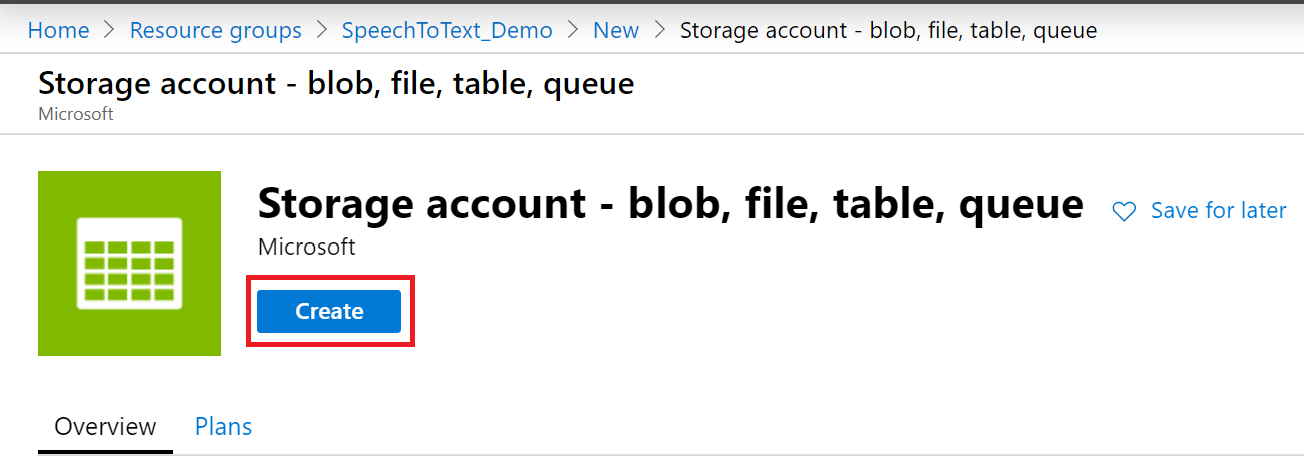 Home > Resource groups > SpeechToText_Demo > New > Storage account - blob, file, table, queue
Storage account - blob, file, table, queue
Microsoft
Storage account - blob, file, table, queue
Save for later
Microsoft
Create
Overview Plans